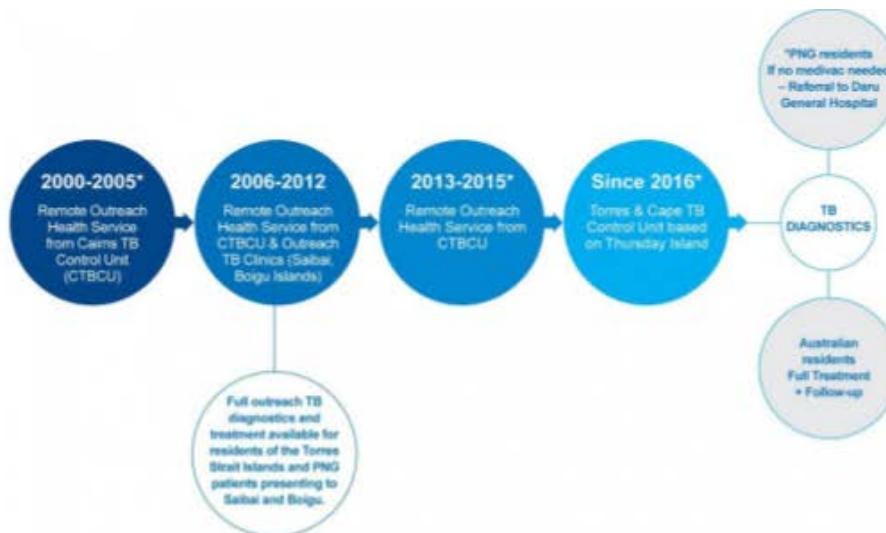 2000-2005*
Remote Outreach
Health Service
from Cairns TB
Control Unit
(CTBCU)
2006-2012
Remote Outreach
Health Service from
CTBCU & Outreach
TB Clinics (Saibai,
Boigu Islands)
Full outreach TB
diagnostics and
treatment available for
residents of the Torres
Strait Islands and PNG
patients presenting to
Saibai and Boigu.
2013-2015*
Remote Outreach
Health Service from
CTBCU
Since 2016*
Torres & Cape TB
Control Unit based
on Thursday Island
*PNG residents
If no medivac needed
– Referral to Daru
General Hospital
TB
DIAGNOSTICS
Australian
residents
Full Treatment
+ Follow-up